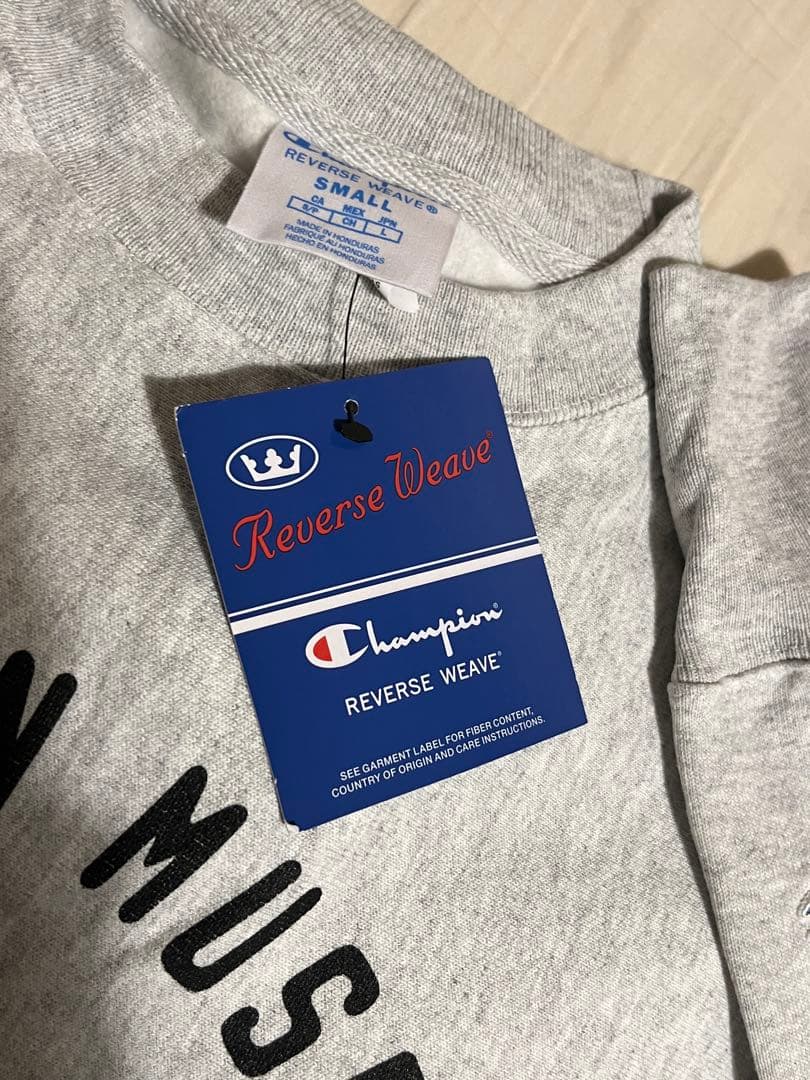 REVERSE WEAVE®
SMALL
CA MEX JPN
S/P CH L
MADE IN HONDURAS
FABRIQUÉ AU HONDURAS
HECHO EN HONDURAS
Reverse Weave®
Champion®
REVERSE WEAVE®
SEE GARMENT LABEL FOR FIBER CONTENT,
COUNTRY OF ORIGIN AND CARE INSTRUCTIONS.
MUS